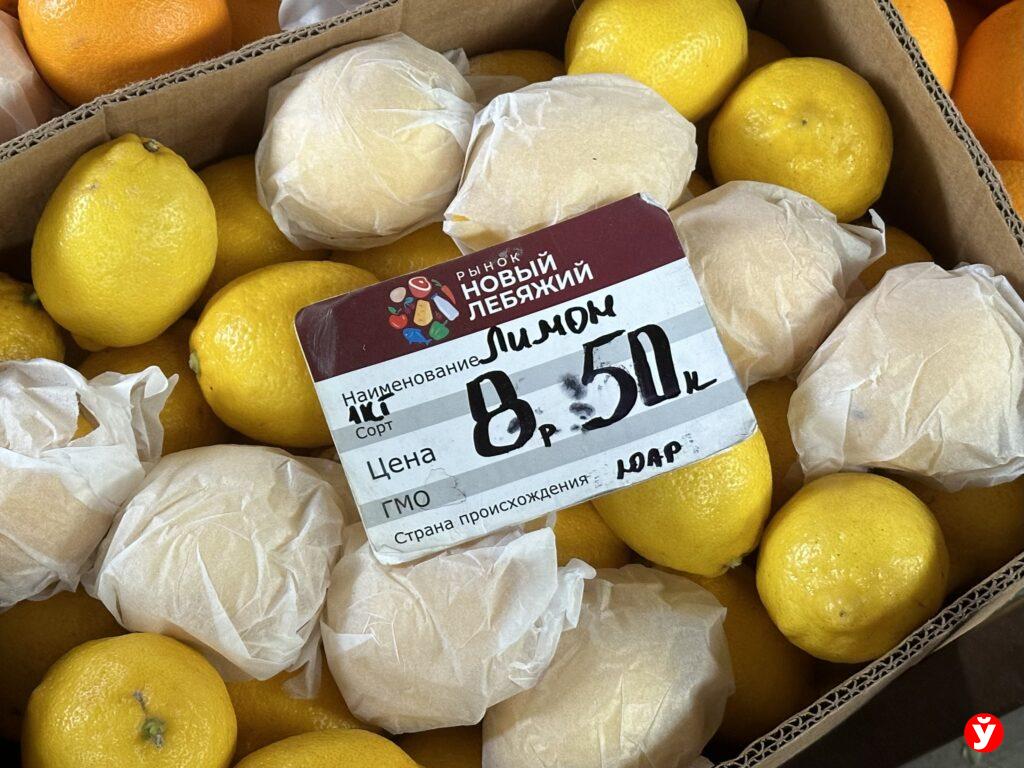 РЫНОК
НОВЫЙ
ЛЕБЯЖИЙ
Наименование Лимон
1кг
Сорт
Цена 8р 50к
ГМО
Страна происхождения ЮАР
Ў